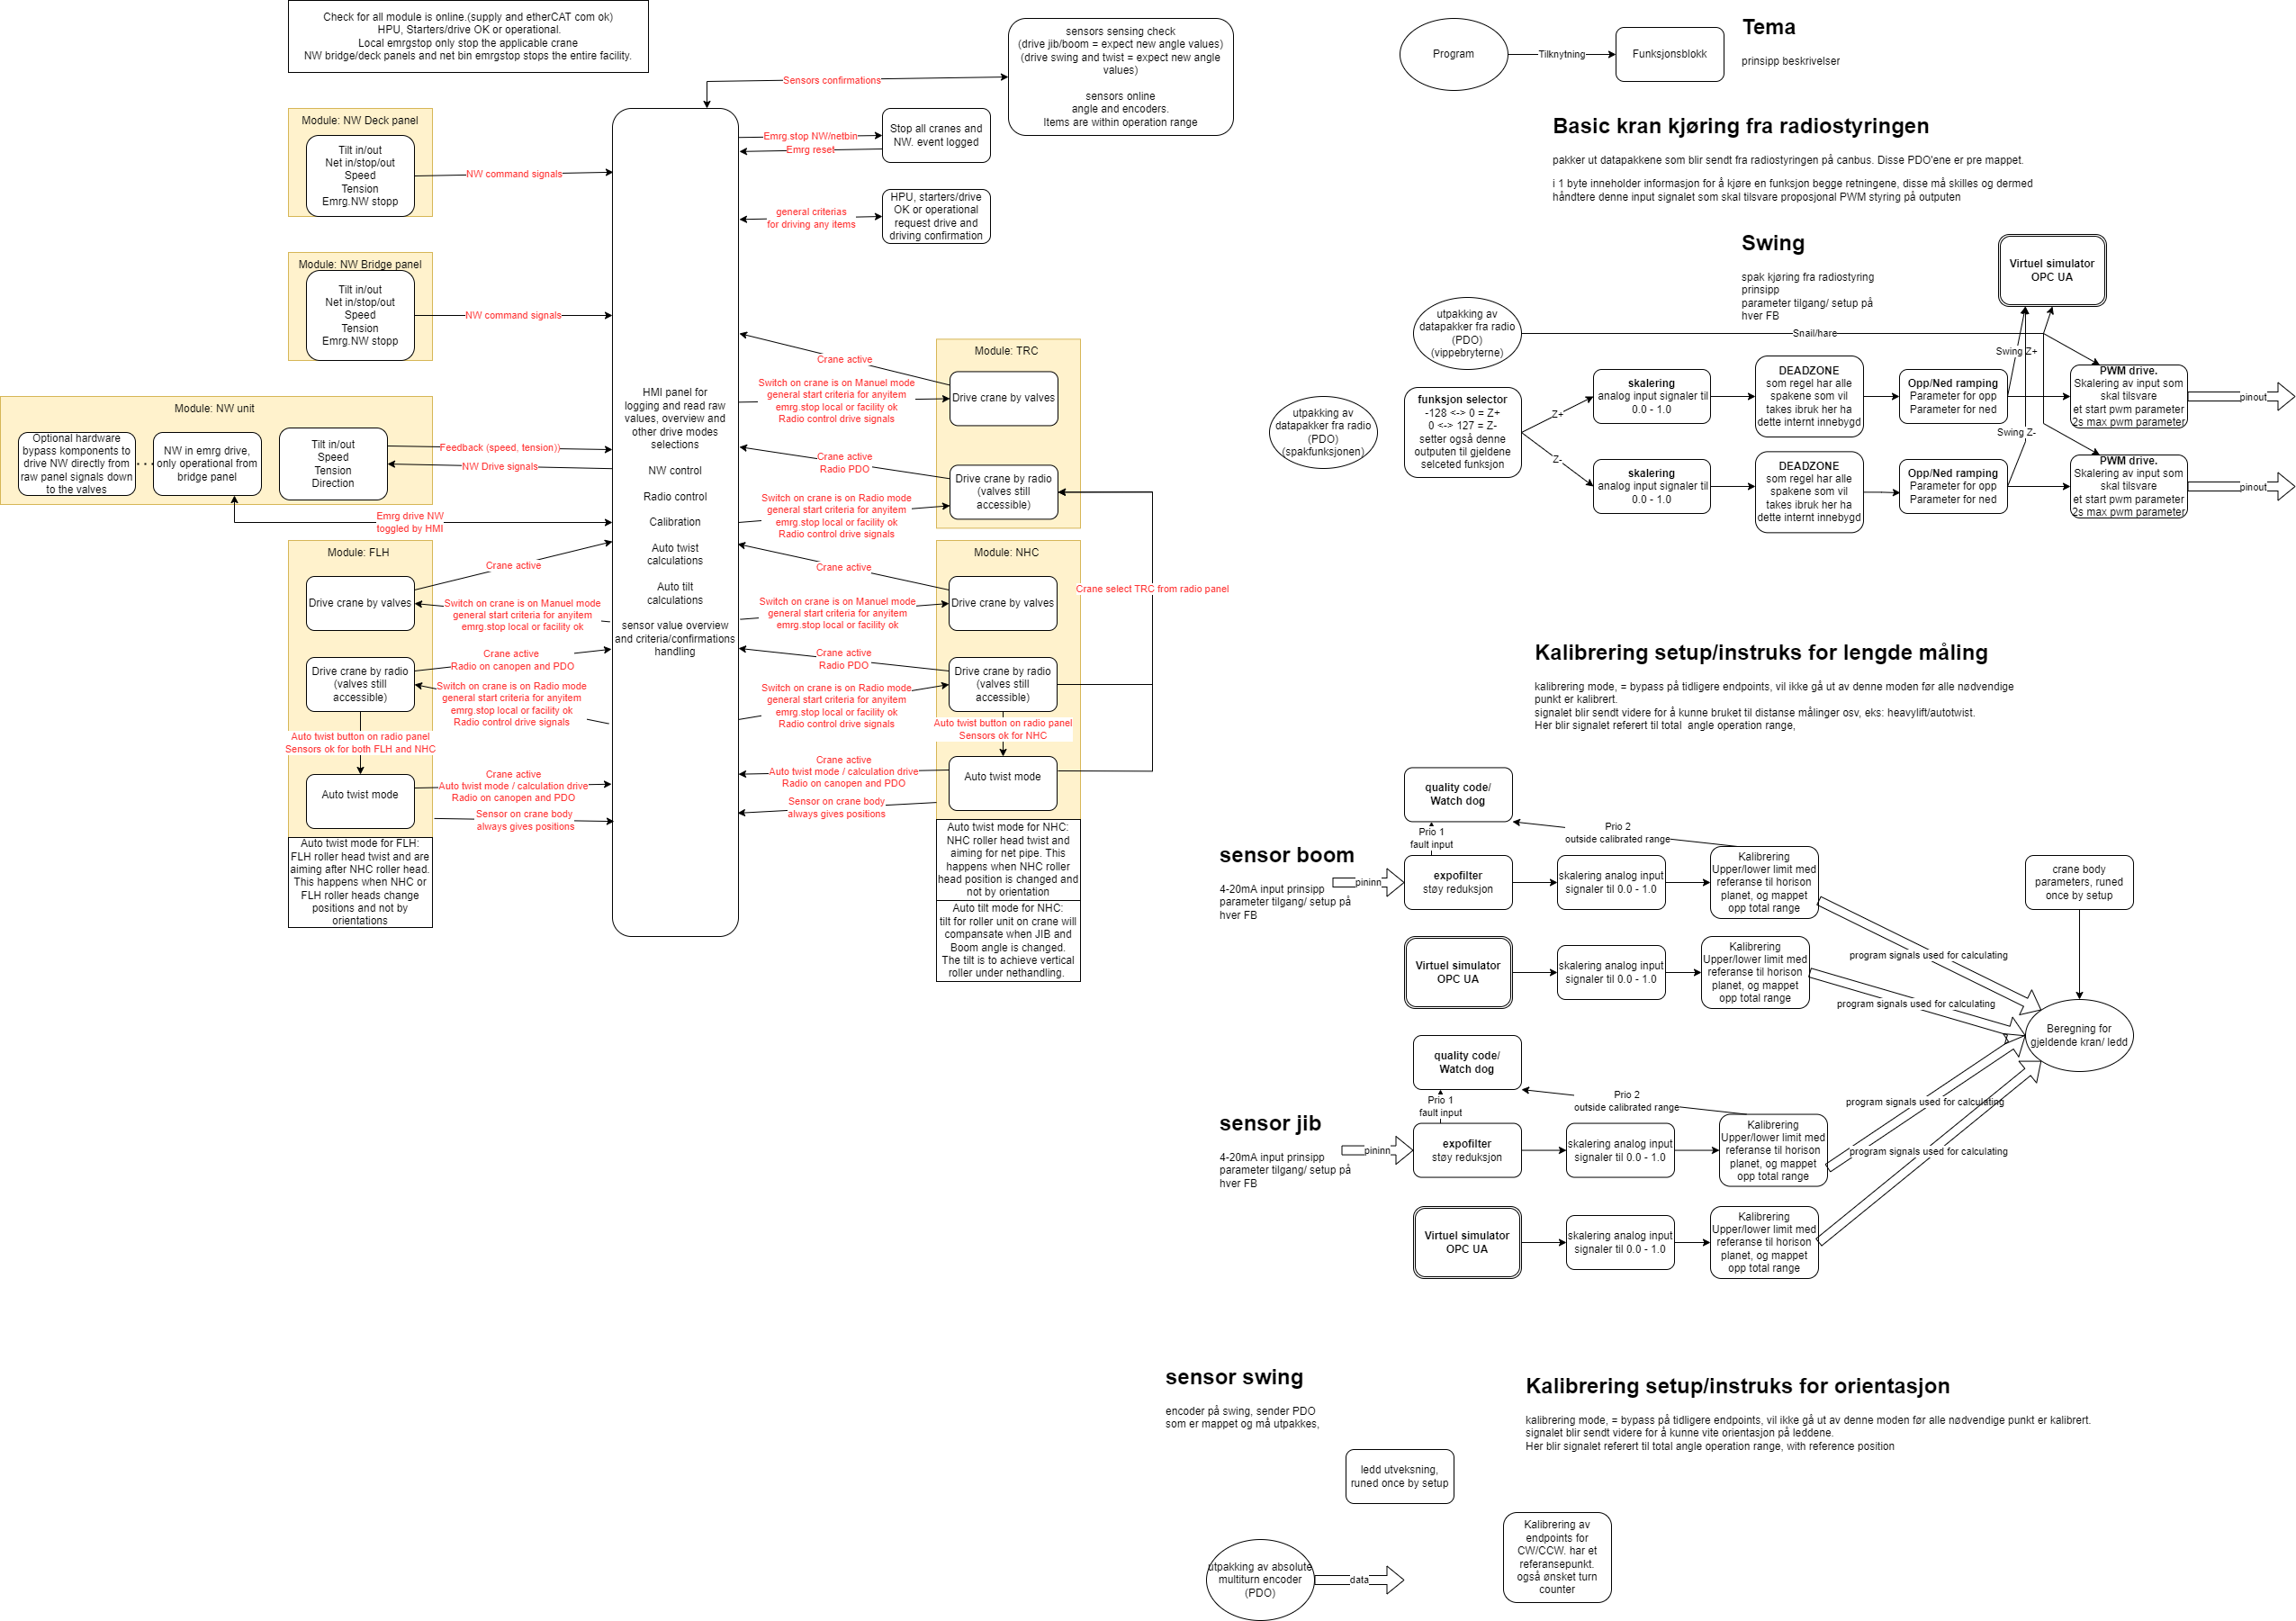 Check for all module is online.(supply and etherCAT com ok)
HPU, Starters/drive OK or operational.
Local emrgstop only stop the applicable crane
NW bridge/deck panels and net bin emrgstop stops the entire facility.
Module: NW Deck panel
Tilt in/out
Net in/stop/out
Speed
Tension
Emrg.NW stopp
NW command signals
Module: NW Bridge panel
Tilt in/out
Net in/stop/out
Speed
Tension
Emrg.NW stopp
NW command signals
Module: NW unit
Optional hardware
bypass komponents to
drive NW directly from
raw panel signals down
to the valves
NW in emrg drive,
only operational from
bridge panel
Tilt in/out
Speed
Tension
Direction
Feedback (speed, tension))
NW Drive signals
Emrg drive NW
toggled by HMI
Module: FLH
Drive crane by valves
Crane active
Switch on crane is on Manuel mode
general start criteria for anyitem
emrg.stop local or facility ok
Drive crane by radio
(valves still
accessible)
Crane active
Radio on canopen and PDO
Switch on crane is on Radio mode
general start criteria for anyitem
emrg.stop local or facility ok
Radio control drive signals
Auto twist button on radio panel
Sensors ok for both FLH and NHC
Auto twist mode
Crane active
Auto twist mode / calculation drive
Radio on canopen and PDO
Sensor on crane body
always gives positions
Auto twist mode for FLH:
FLH roller head twist and are
aiming after NHC roller head.
This happens when NHC or
FLH roller heads change
positions and not by
orientations
HMI panel for
logging and read raw
values, overview and
other drive modes
selections
NW control
Radio control
Calibration
Auto twist
calculations
Auto tilt
calculations
sensor value overview
and criteria/confirmations
handling
Sensors confirmations
sensors sensing check
(drive jib/boom = expect new angle values)
(drive swing and twist = expect new angle
values)
sensors online
angle and encoders.
Items are within operation range
Emrg.stop NW/netbin
Emrg reset
Stop all cranes and
NW. event logged
general criterias
for driving any items
HPU, starters/drive
OK or operational
request drive and
driving confirmation
Module: TRC
Crane active
Drive crane by valves
Switch on crane is on Manuel mode
general start criteria for anyitem
emrg.stop local or facility ok
Radio control drive signals
Crane active
Radio PDO
Drive crane by radio
(valves still
accessible)
Switch on crane is on Radio mode
general start criteria for anyitem
emrg.stop local or facility ok
Radio control drive signals
Module: NHC
Crane active
Drive crane by valves
Switch on crane is on Manuel mode
general start criteria for anyitem
emrg.stop local or facility ok
Crane select TRC from radio panel
Crane active
Radio PDO
Drive crane by radio
(valves still
accessible)
Switch on crane is on Radio mode
general start criteria for anyitem
emrg.stop local or facility ok
Radio control drive signals
Auto twist button on radio panel
Sensors ok for NHC
Auto twist mode
Crane active
Auto twist mode / calculation drive
Radio on canopen and PDO
Sensor on crane body
always gives positions
Auto twist mode for NHC:
NHC roller head twist and
aiming for net pipe. This
happens when NHC roller
head position is changed and
not by orientation
Auto tilt mode for NHC:
tilt for roller unit on crane will
compansate when JIB and
Boom angle is changed.
The tilt is to achieve vertical
roller under nethandling.
Program
Tilknytning
Funksjonsblokk
Tema
prinsipp beskrivelser
Basic kran kjøring fra radiostyringen
pakker ut datapakkene som blir sendt fra radiostyringen på canbus. Disse PDO'ene er pre mappet.
i 1 byte inneholder informasjon for å kjøre en funksjon begge retningene, disse må skilles og dermed
håndtere denne input signalet som skal tilsvare proposjonal PWM styring på outputen
Swing
spak kjøring fra radiostyring
prinsipp
parameter tilgang/ setup på
hver FB
Virtuel simulator
OPC UA
utpakking av
datapakker fra radio
(PDO)
(vippebryterne)
Snail/hare
utpakking av
datapakker fra radio
(PDO)
(spakfunksjonen)
funksjon selector
-128 <-> 0 = Z+
0 <-> 127 = Z-
setter også denne
outputen til gjeldene
selceted funksjon
Z+
Z-
skalering
analog input signaler til
0.0 - 1.0
DEADZONE
som regel har alle
spakene som vil
takes ibruk her ha
dette internt innebygd
Opp/Ned ramping
Parameter for opp
Parameter for ned
Swing Z+
PWM drive.
Skalering av input som
skal tilsvare
et start pwm parameter
2s max pwm parameter
pinout
skalering
analog input signaler til
0.0 - 1.0
DEADZONE
som regel har alle
spakene som vil
takes ibruk her ha
dette internt innebygd
Opp/Ned ramping
Parameter for opp
Parameter for ned
Swing Z-
PWM drive.
Skalering av input som
skal tilsvare
et start pwm parameter
2s max pwm parameter
pinout
Kalibrering setup/instruks for lengde måling
kalibrering mode, = bypass på tidligere endpoints, vil ikke gå ut av denne moden før alle nødvendige
punkt er kalibrert.
signalet blir sendt videre for å kunne bruket til distanse målinger osv, eks: heavylift/autotwist.
Her blir signalet referert til total  angle operation range,
quality code/
Watch dog
Prio 1
fault input
Prio 2
outside calibrated range
sensor boom
4-20mA input prinsipp
parameter tilgang/ setup på
hver FB
pininn
expofilter
støy reduksjon
skalering analog input
signaler til 0.0 - 1.0
Kalibrering
Upper/lower limit med
referanse til horison
planet, og mappet
opp total range
program signals used for calculating
crane body
parameters, runed
once by setup
Virtuel simulator
OPC UA
skalering analog input
signaler til 0.0 - 1.0
Kalibrering
Upper/lower limit med
referanse til horison
planet, og mappet
opp total range
program signals used for calculating
Beregning for
gjeldende kran/ ledd
quality code/
Watch dog
Prio 1
fault input
Prio 2
outside calibrated range
sensor jib
4-20mA input prinsipp
parameter tilgang/ setup på
hver FB
pininn
expofilter
støy reduksjon
skalering analog input
signaler til 0.0 - 1.0
Kalibrering
Upper/lower limit med
referanse til horison
planet, og mappet
opp total range
program signals used for calculating
Virtuel simulator
OPC UA
skalering analog input
signaler til 0.0 - 1.0
Kalibrering
Upper/lower limit med
referanse til horison
planet, og mappet
opp total range
program signals used for calculating
sensor swing
encoder på swing, sender PDO
som er mappet og må utpakkes,
Kalibrering setup/instruks for orientasjon
kalibrering mode, = bypass på tidligere endpoints, vil ikke gå ut av denne moden før alle nødvendige punkt er kalibrert.
signalet blir sendt videre for å kunne vite orientasjon på leddene.
Her blir signalet referert til total angle operation range, with reference position
ledd utveksning,
runed once by setup
utpakking av absolute
multiturn encoder
(PDO)
data
Kalibrering av
endpoints for
CW/CCW. har et
referansepunkt.
også ønsket turn
counter